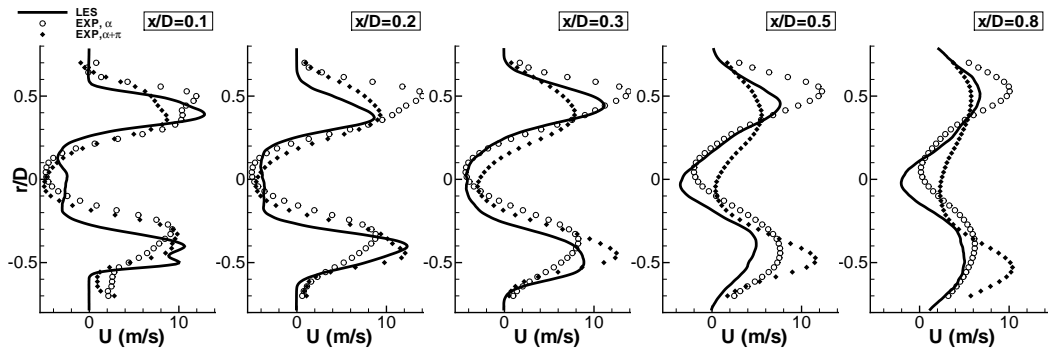 LES
EXP, α
EXP,α+π
x/D=0.1
x/D=0.2
x/D=0.3
x/D=0.5
x/D=0.8
r/D
0.5
0
-0.5
0.5
0
-0.5
0.5
0
-0.5
0.5
0
-0.5
0.5
0
-0.5
0 10
0 10
0 10
0 10
0 10
U (m/s)
U (m/s)
U (m/s)
U (m/s)
U (m/s)